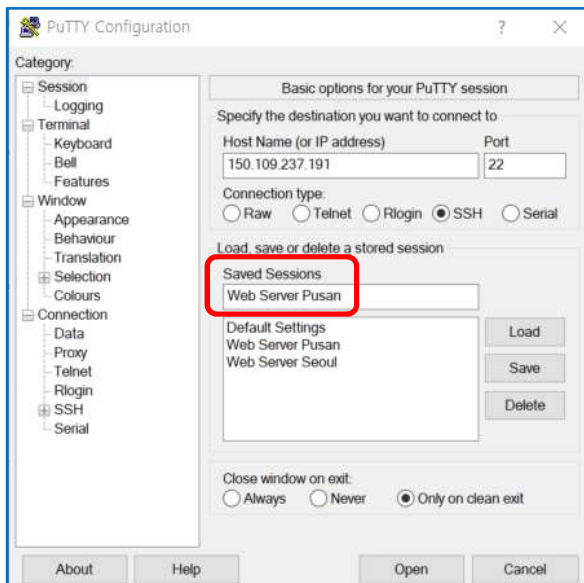 PuTTY Configuration
?
Category:
Session
Logging
Terminal
Keyboard
Bell
Features
Window
Appearance
Behaviour
Translation
Selection
Colours
Connection
Data
Proxy
Telnet
Rlogin
SSH
Serial
Basic options for your PuTTY session
Specify the destination you want to connect to
Host Name (or IP address) Port
150.109.237.191 22
Connection type:
Raw Telnet Rlogin SSH Serial
Load, save or delete a stored session
Saved Sessions
Web Server Pusan
Default Settings
Web Server Pusan
Web Server Seoul
Load
Save
Delete
Close window on exit:
Always Never Only on clean exit
About Help Open Cancel